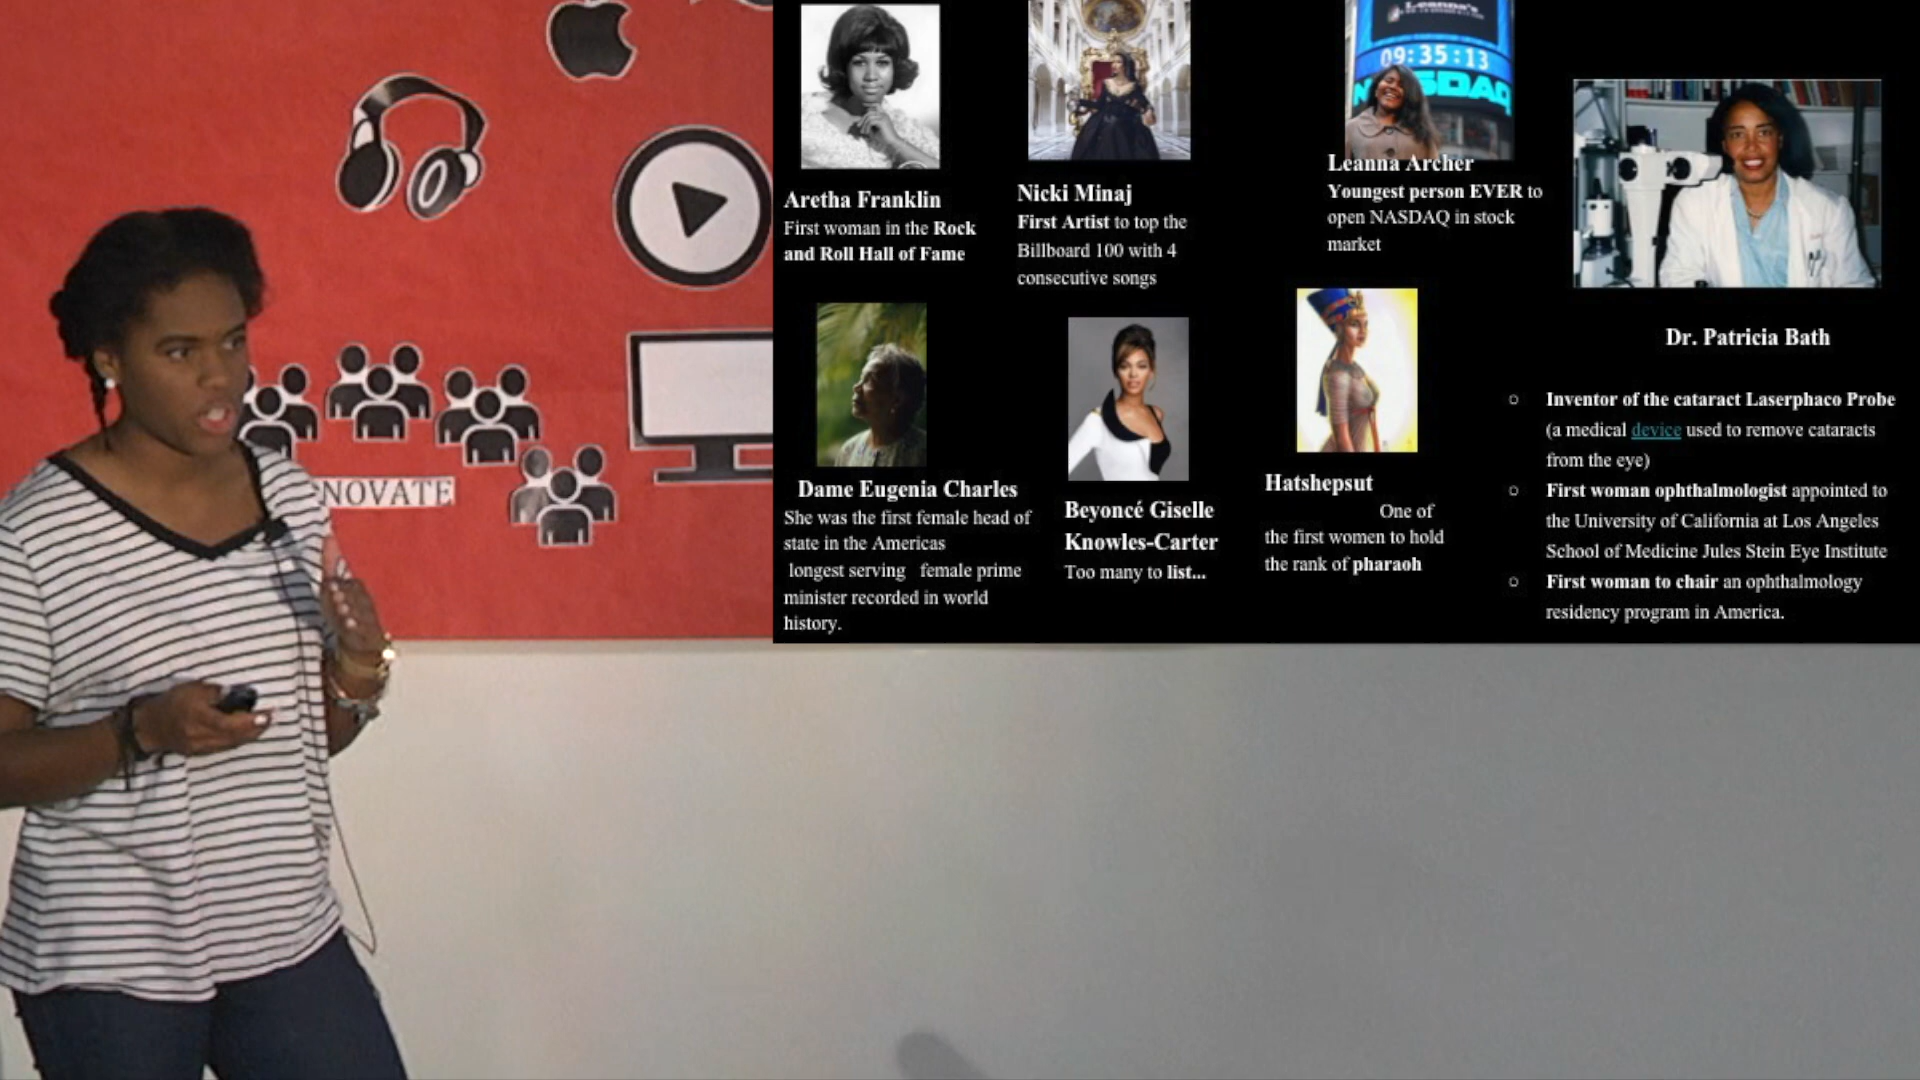 NOVATE
Aretha Franklin
First woman in the Rock
and Roll Hall of Fame
Nicki Minaj
First Artist to top the
Billboard 100 with 4
consecutive songs
Leanna's
09:35:13
NASDAQ
Leanna Archer
Youngest person EVER to
open NASDAQ in stock
market
Dame Eugenia Charles
She was the first female head of
state in the Americas
longest serving female prime
minister recorded in world
history.
Beyoncé Giselle
Knowles-Carter
Too many to list...
Hatshepsut
One of
the first women to hold
the rank of pharaoh
Dr. Patricia Bath
○ Inventor of the cataract Laserphaco Probe
(a medical device used to remove cataracts
from the eye)
○ First woman ophthalmologist appointed to
the University of California at Los Angeles
School of Medicine Jules Stein Eye Institute
○ First woman to chair an ophthalmology
residency program in America.